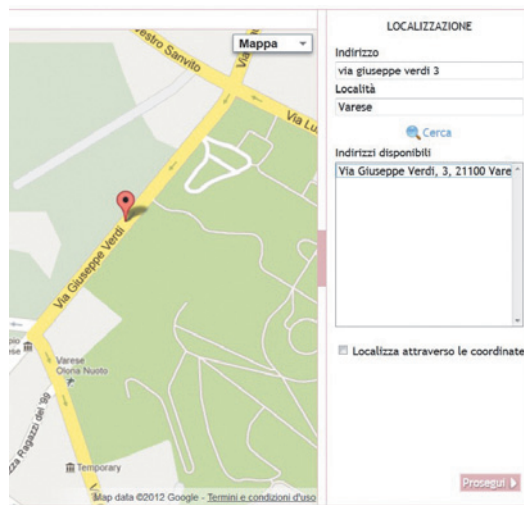 Mappa
LOCALIZZAZIONE
Indirizzo
via giuseppe verdi 3
Località
Varese
Cerca
Indirizzi disponibili
Via Giuseppe Verdi, 3, 21100 Vare
Localizza attraverso le coordinate
Prosegui
estro Sanvito
Via
Via Lu
Via Giuseppe Verdi
Varese
Olona Nuoto
za Ragazzi del '99
Temporary
Map data ©2012 Google - Termini e condizioni d'uso